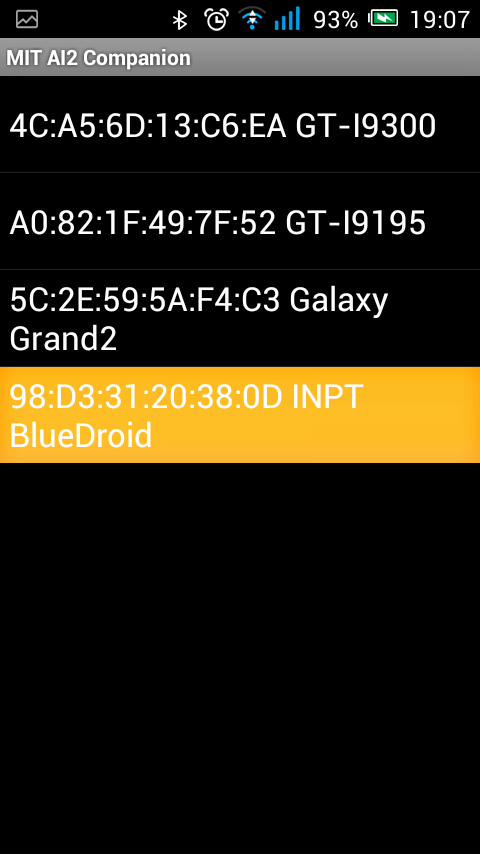 93% 19:07
MIT AI2 Companion
4C:A5:6D:13:C6:EA GT-I9300
A0:82:1F:49:7F:52 GT-I9195
5C:2E:59:5A:F4:C3 Galaxy
Grand2
98:D3:31:20:38:0D INPT
BlueDroid